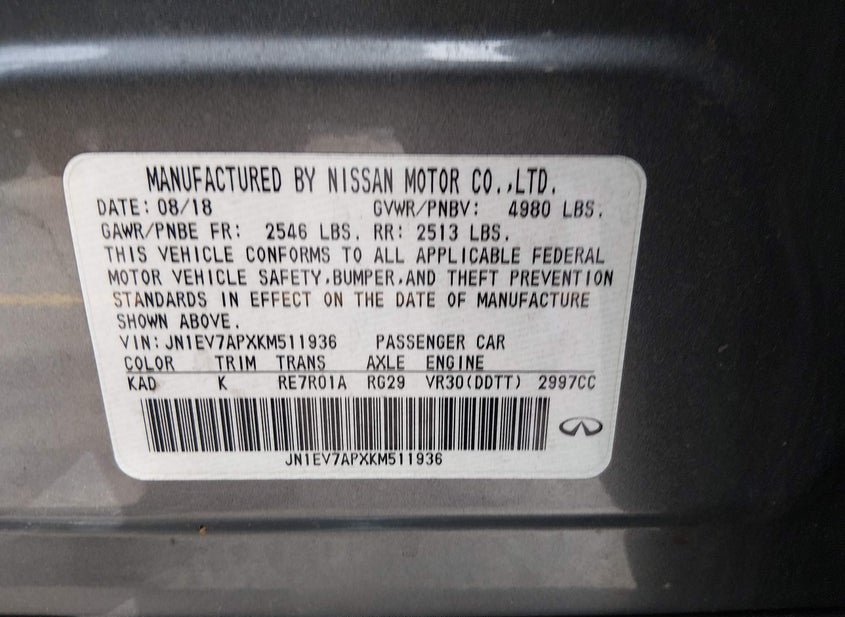 MANUFACTURED BY NISSAN MOTOR CO.,LTD.
DATE: 08/18 GVWR/PNBV: 4980 LBS.
GAWR/PNBE FR: 2546 LBS. RR: 2513 LBS.
THIS VEHICLE CONFORMS TO ALL APPLICABLE FEDERAL
MOTOR VEHICLE SAFETY,BUMPER,AND THEFT PREVENTION
STANDARDS IN EFFECT ON THE DATE OF MANUFACTURE
SHOWN ABOVE.
VIN: JN1EV7APXKM511936 PASSENGER CAR
COLOR TRIM TRANS AXLE ENGINE
KAD K RE7R01A RG29 VR30(DDTT) 2997CC
JN1EV7APXKM511936